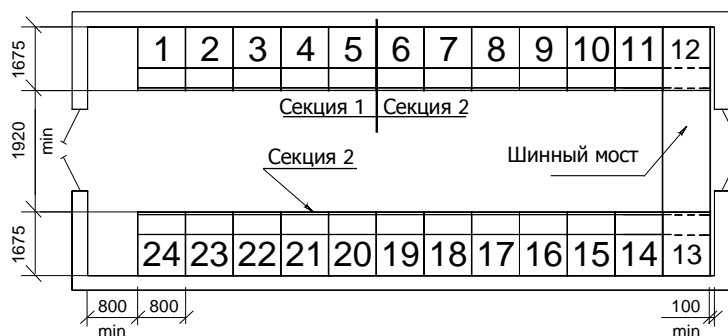 1675
1 2 3 4 5 6 7 8 9 10 11 12
Секция 1 Секция 2
1920
min
Секция 2
Шинный мост
1675
24 23 22 21 20 19 18 17 16 15 14 13
800 800 100
min min